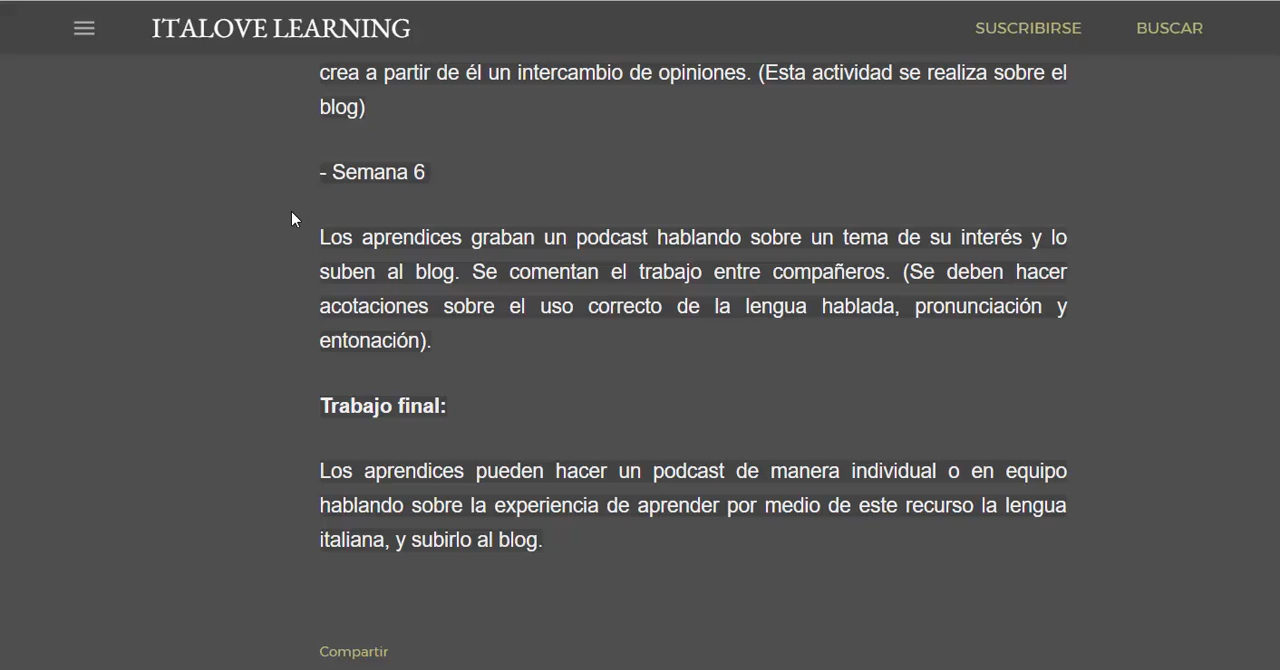 ITALOVE LEARNING SUSCRIBIRSE BUSCAR
crea a partir de él un intercambio de opiniones. (Esta actividad se realiza sobre el
blog)
- Semana 6
Los aprendices graban un podcast hablando sobre un tema de su interés y lo
suben al blog. Se comentan el trabajo entre compañeros. (Se deben hacer
acotaciones sobre el uso correcto de la lengua hablada, pronunciación y
entonación).
Trabajo final:
Los aprendices pueden hacer un podcast de manera individual o en equipo
hablando sobre la experiencia de aprender por medio de este recurso la lengua
italiana, y subirlo al blog.
Compartir